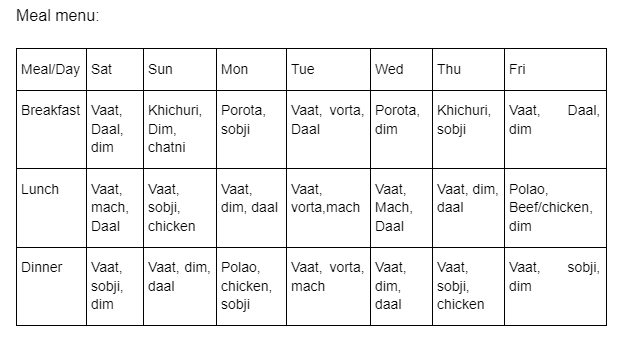 Meal menu:
Meal/Day Sat Sun Mon Tue Wed Thu Fri
Breakfast Vaat, Khichuri, Porota, Vaat, vorta, Porota, Khichuri, Vaat, Daal,
Daal, Dim, sobji Daal dim sobji dim
dim chatni
Lunch Vaat, Vaat, Vaat, Vaat, Vaat, Vaat, dim, Polao,
mach, sobji, dim, daal vorta,mach Mach, daal Beef/chicken,
Daal chicken Daal dim
Dinner Vaat, Vaat, dim, Polao, Vaat, vorta, Vaat, Vaat, Vaat, sobji,
sobji, daal chicken, mach dim, sobji, dim
dim sobji daal chicken